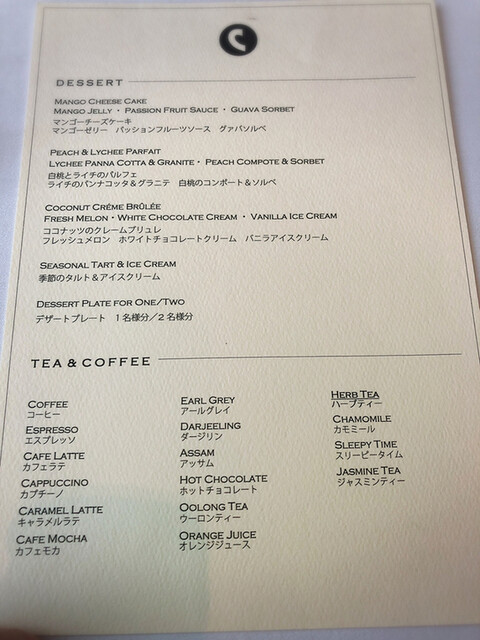 DESSERT
MANGO CHEESE CAKE
MANGO JELLY・PASSION FRUIT SAUCE・GUAVA SORBET
マンゴーチーズケーキ
マンゴーゼリー パッションフルーツソース グァバソルベ
PEACH & LYCHEE PARFAIT
LYCHEE PANNA COTTA & GRANITE・PEACH COMPOTE & SORBET
白桃とライチのパルフェ
ライチのパンナコッタ＆グラニテ 白桃のコンポート＆ソルベ
COCONUT CRÉME BRÛLÉE
FRESH MELON・WHITE CHOCOLATE CREAM・VANILLA ICE CREAM
ココナッツのクレームブリュレ
フレッシュメロン ホワイトチョコレートクリーム バニラアイスクリーム
SEASONAL TART & ICE CREAM
季節のタルト＆アイスクリーム
DESSERT PLATE FOR ONE/TWO
デザートプレート 1名様分／2名様分
TEA & COFFEE
COFFEE
コーヒー
ESPRESSO
エスプレッソ
CAFE LATTE
カフェラテ
CAPPUCCINO
カプチーノ
CARAMEL LATTE
キャラメルラテ
CAFE MOCHA
カフェモカ
EARL GREY
アールグレイ
DARJEELING
ダージリン
ASSAM
アッサム
HOT CHOCOLATE
ホットチョコレート
OOLONG TEA
ウーロンティー
ORANGE JUICE
オレンジジュース
HERB TEA
ハーブティー
CHAMOMILE
カモミール
SLEEPY TIME
スリーピータイム
JASMINE TEA
ジャスミンティー